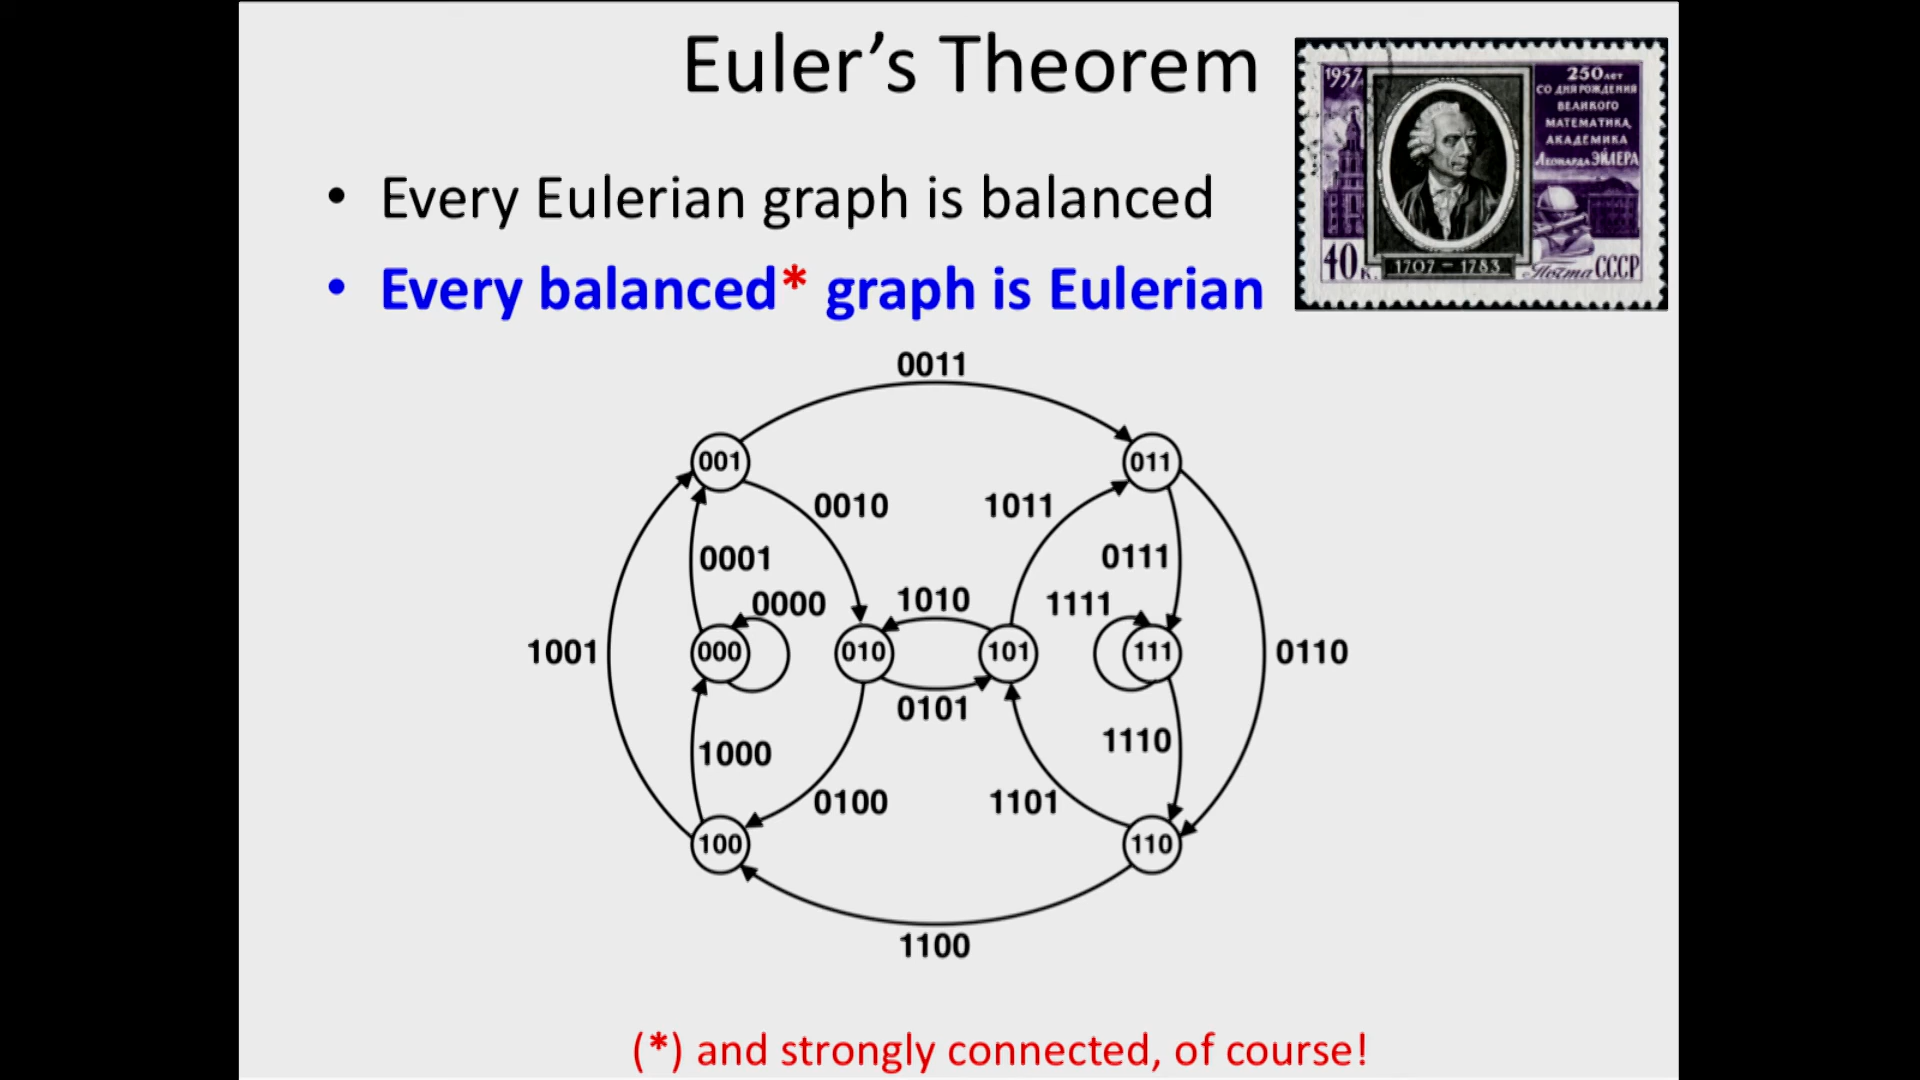 Euler’s Theorem
1957
250 лет
СО ДНЯ РОЖДЕНИЯ
ВЕЛИКОГО
МАТЕМАТИКА,
АКАДЕМИКА
Леонарда ЭЙЛЕРА
40 к.
1707 – 1783
Почта СССР
• Every Eulerian graph is balanced
• Every balanced* graph is Eulerian
0011
001
011
0010
1011
0001
0111
0000
1010
1111
1001
000
010
101
111
0110
0101
1000
1110
0100
1101
100
110
1100
(*) and strongly connected, of course!